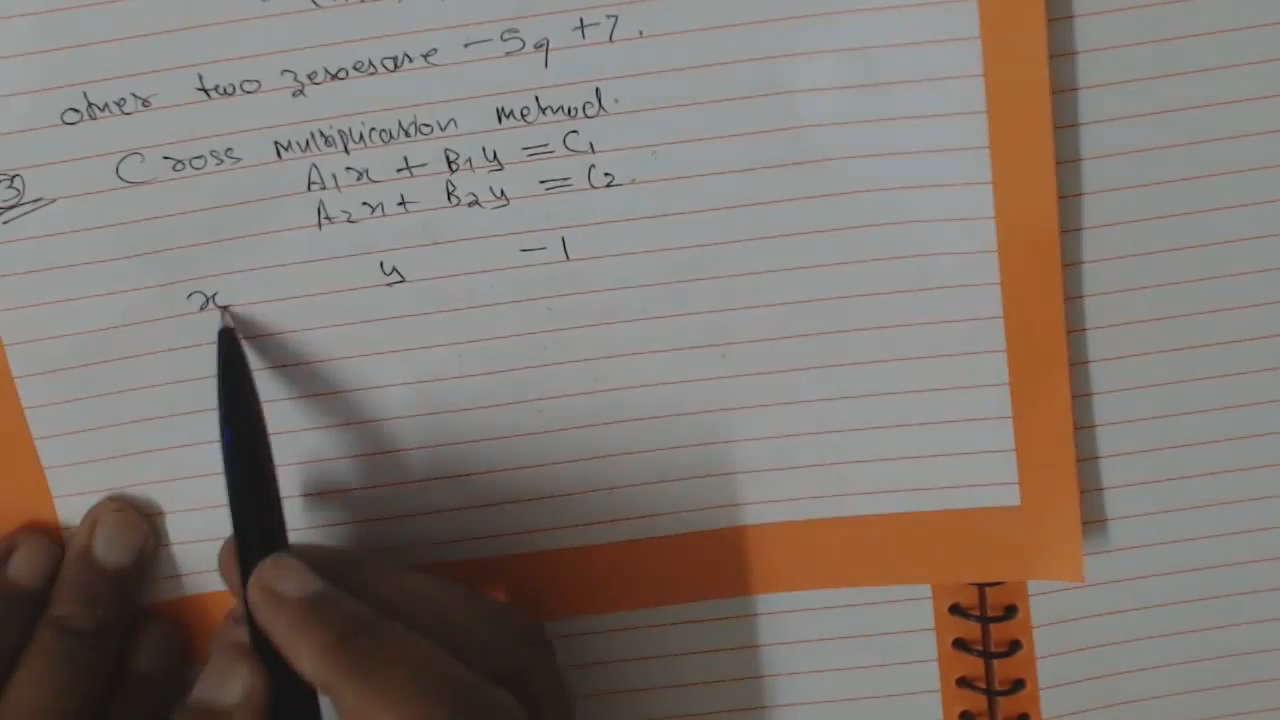 other two zeroes are -5, +7.
3) Cross multiplication method.
A₁x + B₁y = C₁
A₂x + B₂y = C₂.
x y -1